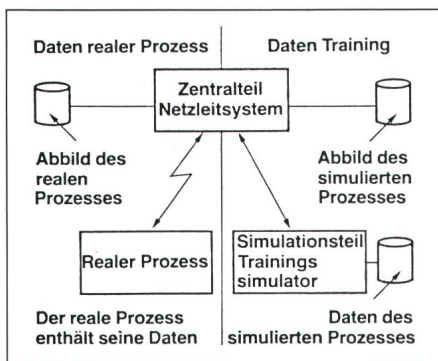 Daten realer Prozess
Daten Training
Zentralteil
Netzleitsystem
Abbild des
realen
Prozesses
Abbild des
simulierten
Prozesses
Realer Prozess
Simulationsteil
Trainings
simulator
Der reale Prozess
enthält seine Daten
Daten des
simulierten Prozesses